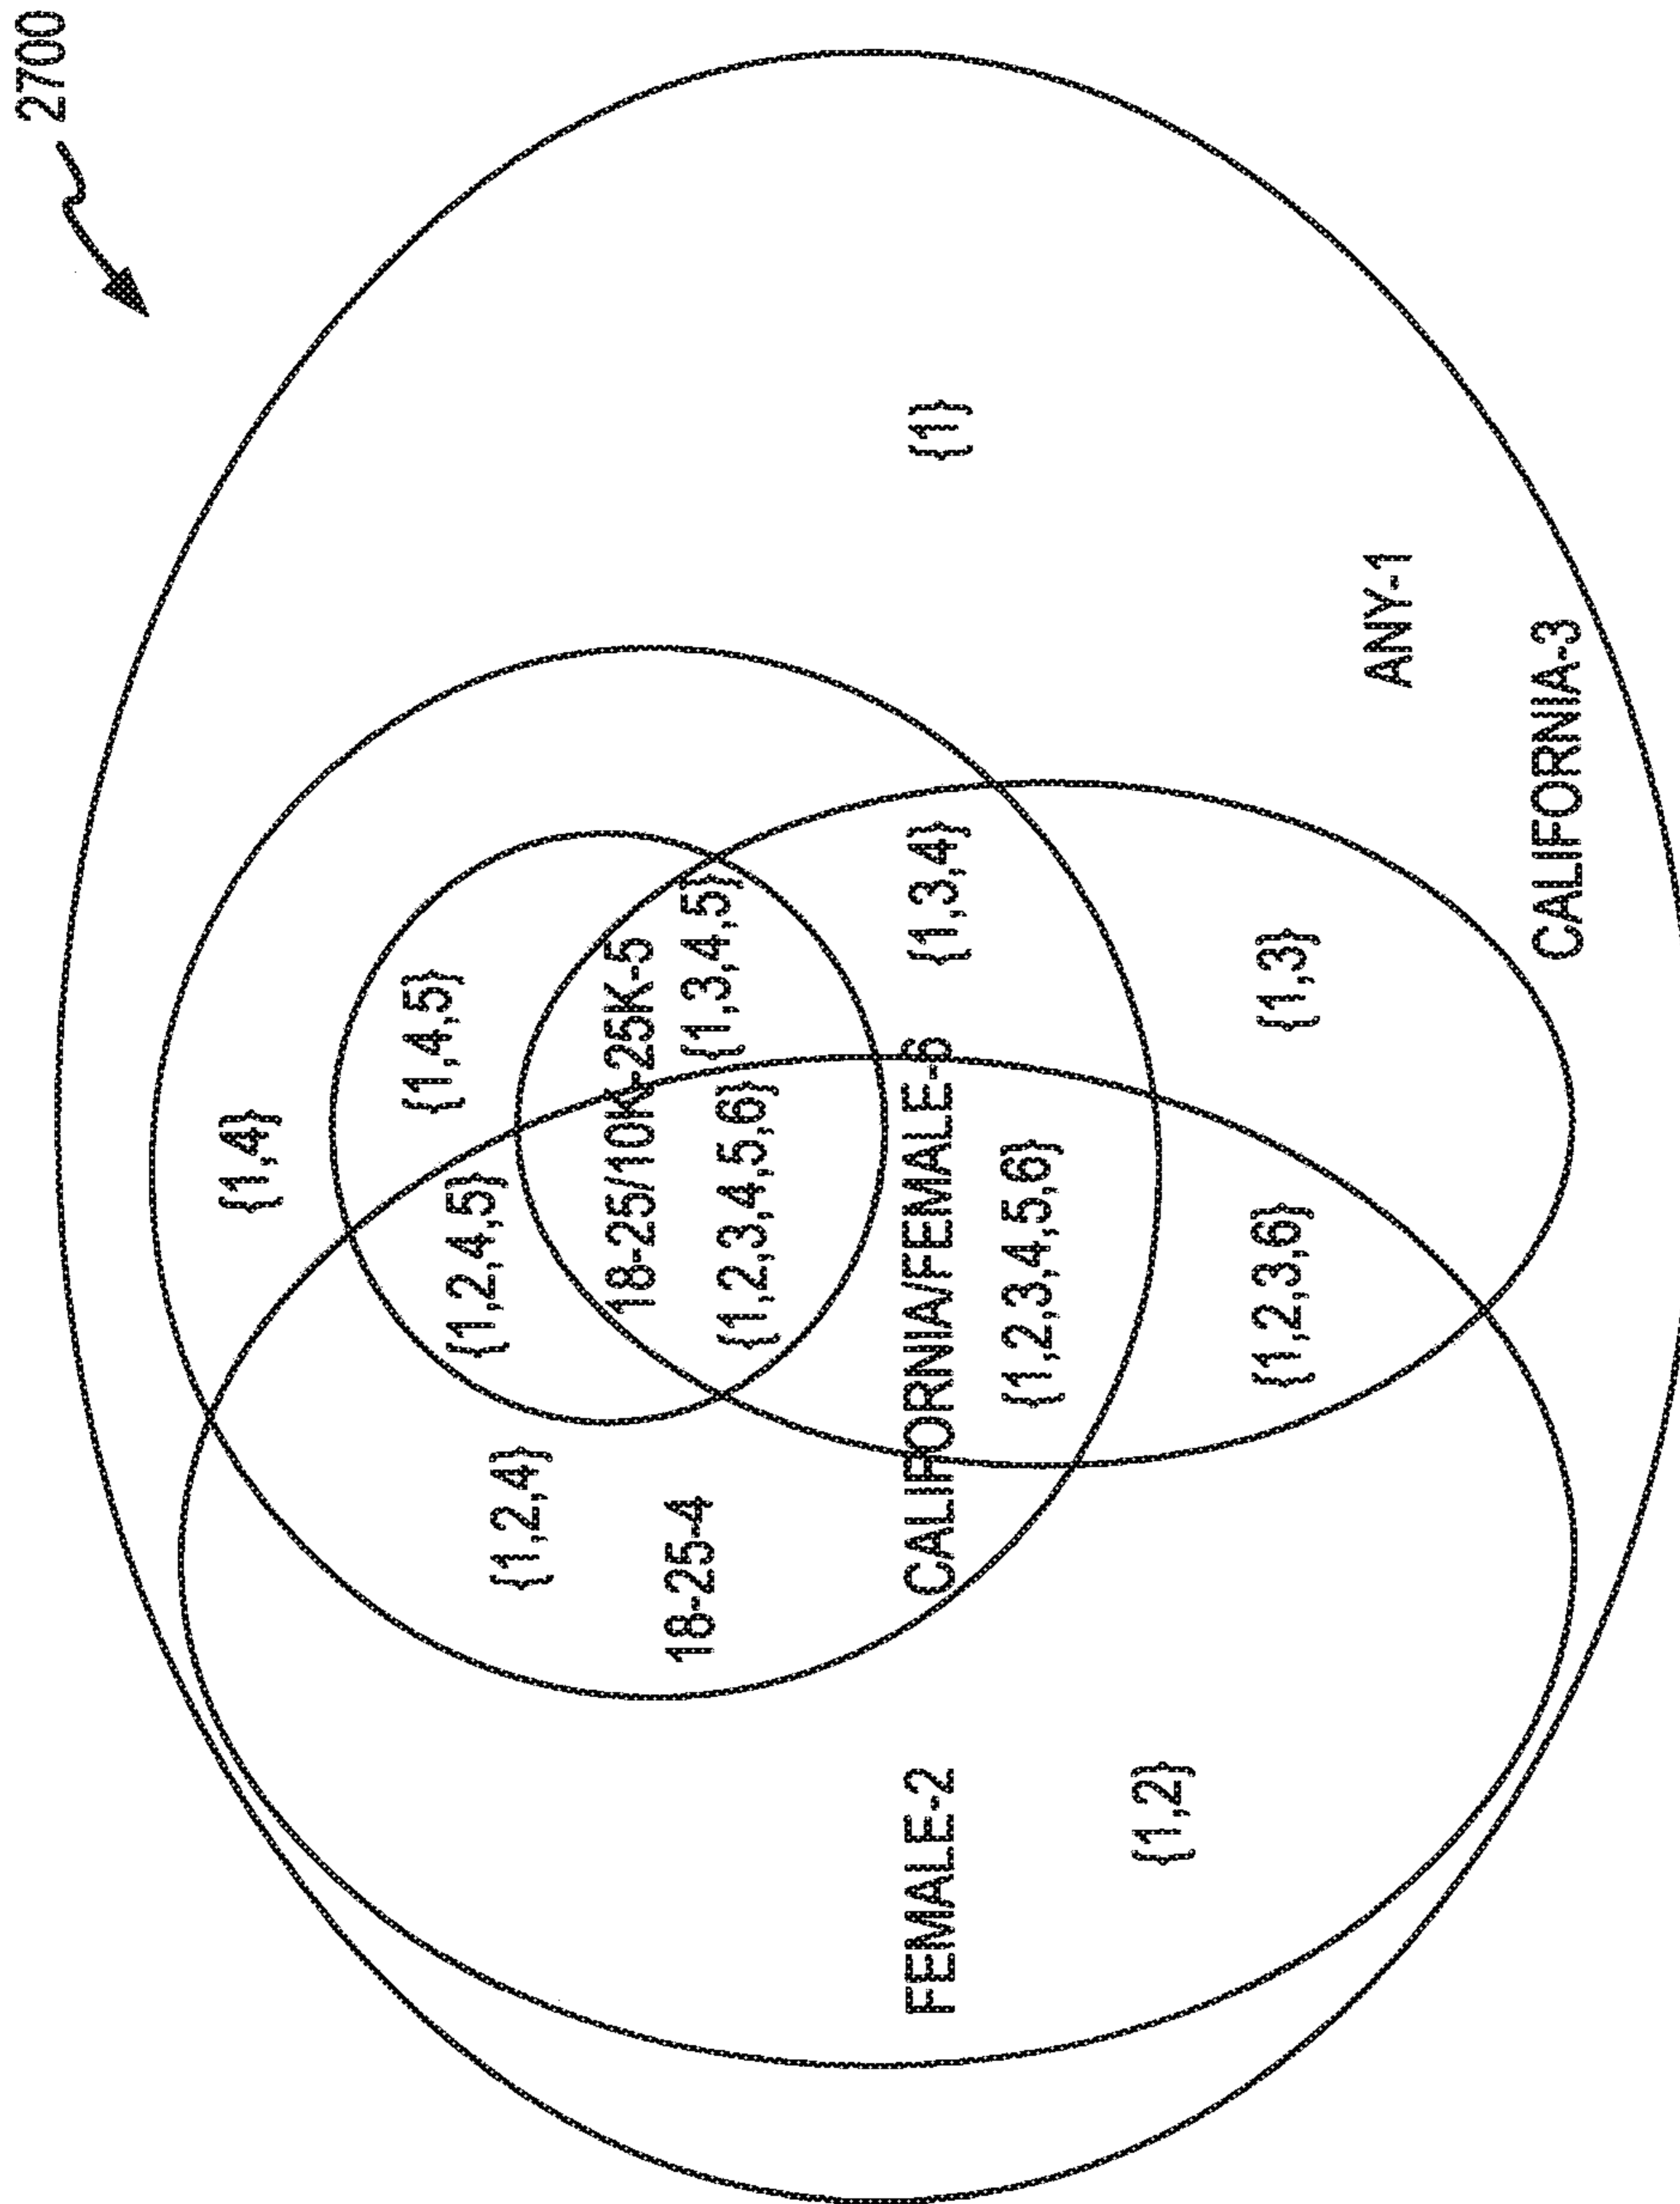 2700
{1,4}
{1,4,5}
{1,2,4,5}
{1,2,4}
18-25/10K-25K-5
{1,3,4,5}
18-25-4
{1,2,3,4,5,6}
{1}
{1,3,4}
CALIFORNIA/FEMALE-6
FEMALE-2
{1,2,3,4,5,6}
{1,2}
{1,3}
{1,2,3,6}
ANY-1
CALIFORNIA-3